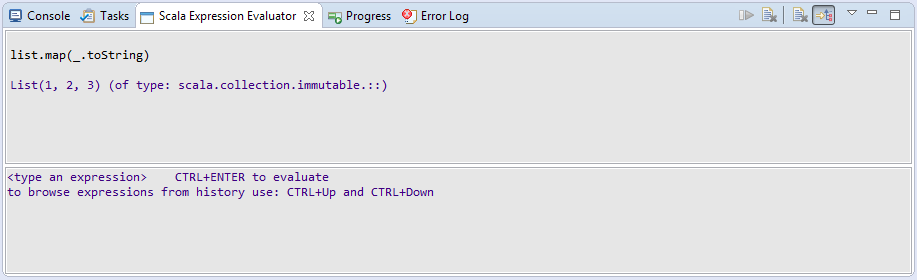 Console Tasks Scala Expression Evaluator Progress Error Log
list.map(_.toString)
List(1, 2, 3) (of type: scala.collection.immutable.::)
<type an expression> CTRL+ENTER to evaluate
to browse expressions from history use: CTRL+Up and CTRL+Down